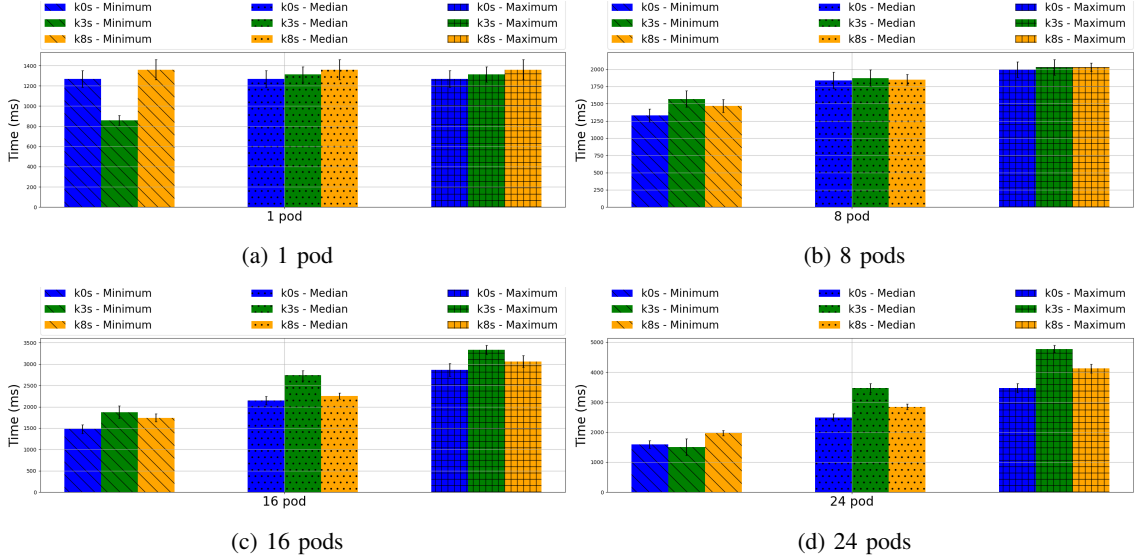 k0s - Minimum k0s - Median k0s - Maximum
k3s - Minimum k3s - Median k3s - Maximum
k8s - Minimum k8s - Median k8s - Maximum
1400
1200
1000
800
600
400
200
0
Time (ms)
1 pod
(a) 1 pod
k0s - Minimum k0s - Median k0s - Maximum
k3s - Minimum k3s - Median k3s - Maximum
k8s - Minimum k8s - Median k8s - Maximum
2000
1750
1500
1250
1000
750
500
250
0
Time (ms)
8 pod
(b) 8 pods
k0s - Minimum k0s - Median k0s - Maximum
k3s - Minimum k3s - Median k3s - Maximum
k8s - Minimum k8s - Median k8s - Maximum
3500
3000
2500
2000
1500
1000
500
0
Time (ms)
16 pod
(c) 16 pods
k0s - Minimum k0s - Median k0s - Maximum
k3s - Minimum k3s - Median k3s - Maximum
k8s - Minimum k8s - Median k8s - Maximum
5000
4000
3000
2000
1000
0
Time (ms)
24 pod
(d) 24 pods